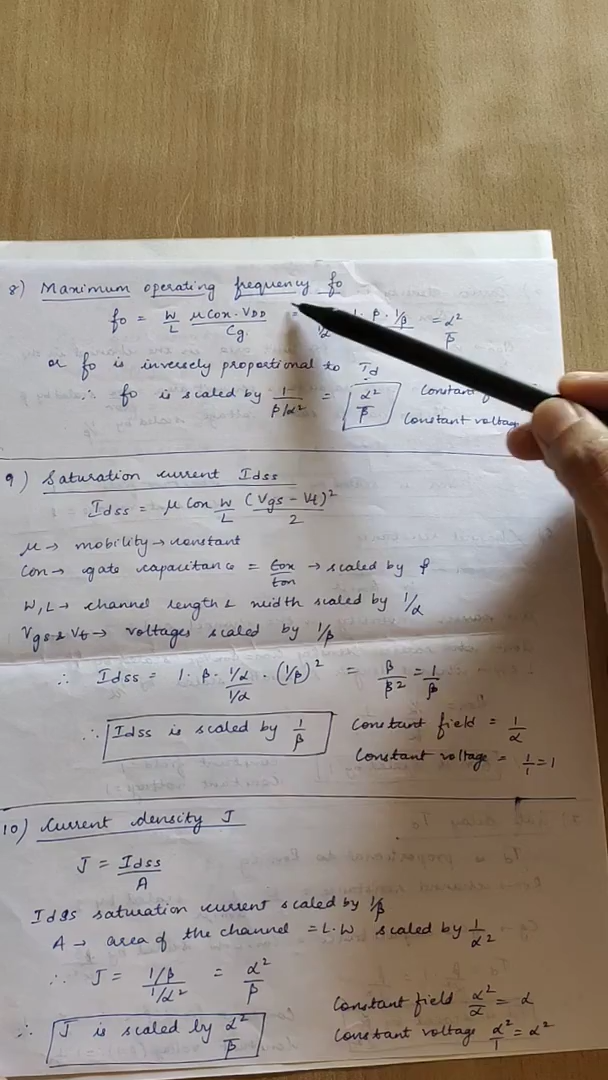 8) Maximum operating frequency fo
fo = W/L μCox·VDD/Cg = 1/α 1·β·1/β = α²/β
or fo is inversely proportional to Td
∴ fo is scaled by 1/β/α² = α²/β Constant
Constant voltage
9) Saturation current Idss
Idss = μCox W/L (Vgs - Vt)²/2
μ → mobility → constant
Cox → gate capacitance = εox/tox → scaled by β
W, L → channel length & width scaled by 1/α
Vgs & Vt → voltages scaled by 1/β
∴ Idss = 1·β·1/α/1/α·(1/β)² = β/β² = 1/β
∴ Idss is scaled by 1/β Constant field = 1/α
Constant voltage = 1/1 = 1
10) Current density J
J = Idss/A
Idss saturation current scaled by 1/β
A → area of the channel = L·W scaled by 1/α²
∴ J = 1/β/1/α² = α²/β
Constant field α²/α = α
∴ J is scaled by α²/β Constant voltage α²/1 = α²